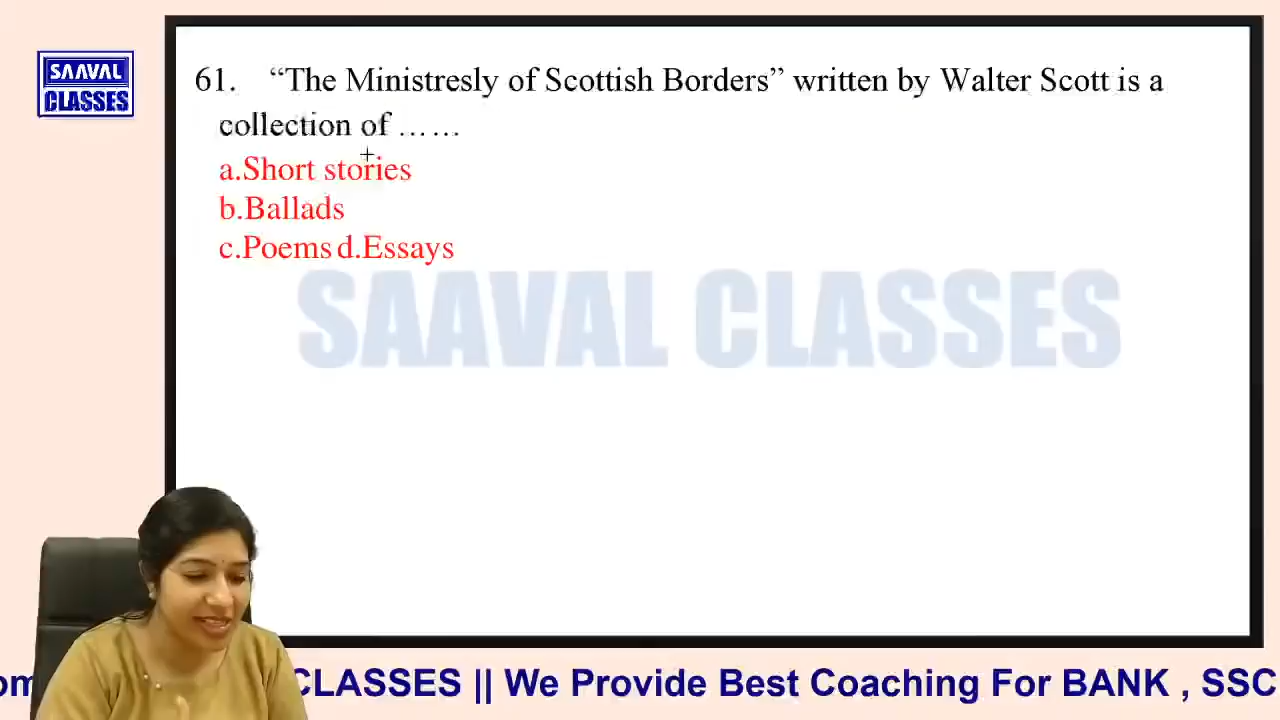 SAAVAL
CLASSES
61. “The Ministresly of Scottish Borders” written by Walter Scott is a
collection of ……
a.Short stories
b.Ballads
c.Poems d.Essays
SAAVAL CLASSES
CLASSES || We Provide Best Coaching For BANK , SSC